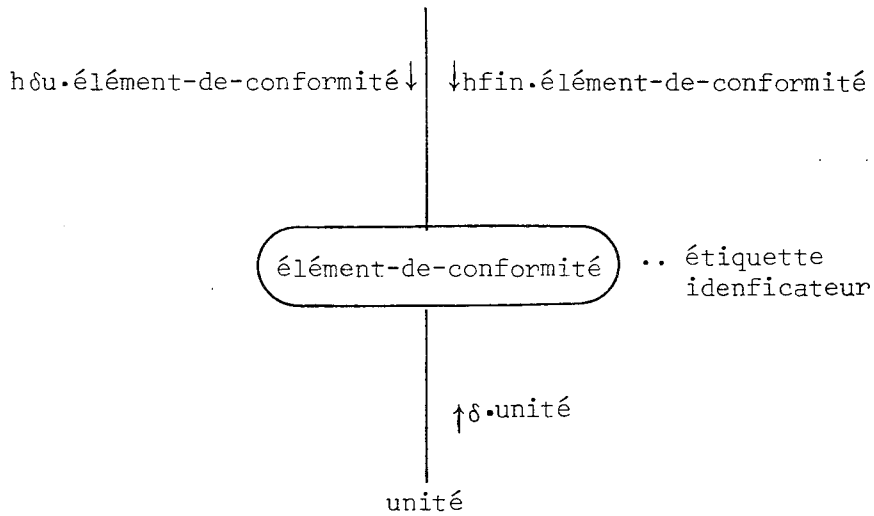 hδu.élément-de-conformité↓ ↓hfin.élément-de-conformité
élément-de-conformité .. étiquette
idenficateur
↑δ.unité
unité